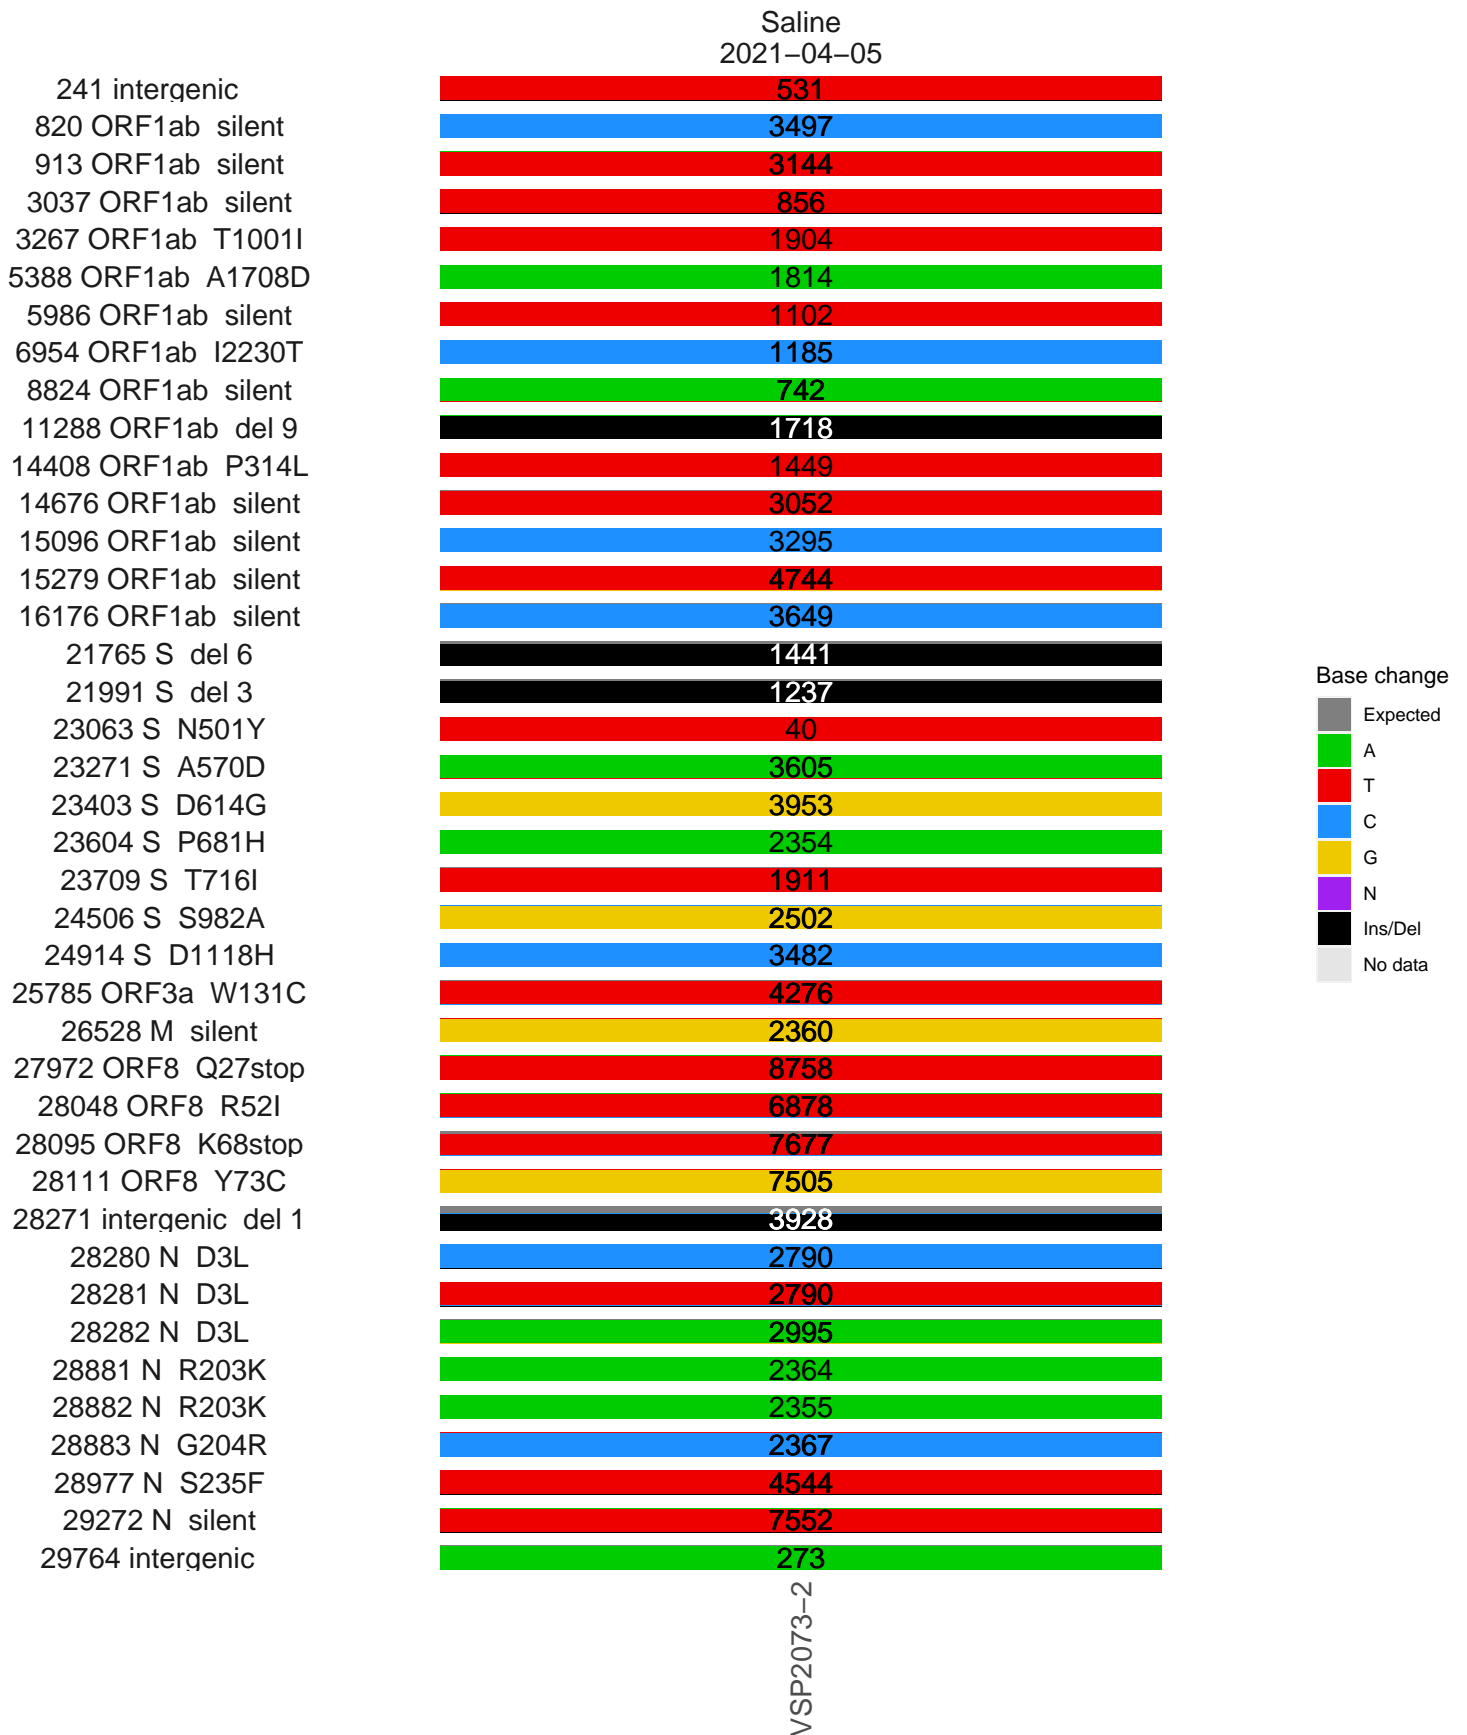 Saline
2021−04−05
241 intergenic 531
820 ORF1ab silent 3497
913 ORF1ab silent 3144
3037 ORF1ab silent 856
3267 ORF1ab T1001I 1904
5388 ORF1ab A1708D 1814
5986 ORF1ab silent 1102
6954 ORF1ab I2230T 1185
8824 ORF1ab silent 742
11288 ORF1ab del 9 1718
14408 ORF1ab P314L 1449
14676 ORF1ab silent 3052
15096 ORF1ab silent 3295
15279 ORF1ab silent 4744
16176 ORF1ab silent 3649
21765 S del 6 1441
21991 S del 3 1237
23063 S N501Y 40
23271 S A570D 3605
23403 S D614G 3953
23604 S P681H 2354
23709 S T716I 1911
24506 S S982A 2502
24914 S D1118H 3482
25785 ORF3a W131C 4276
26528 M silent 2360
27972 ORF8 Q27stop 8758
28048 ORF8 R52I 6878
28095 ORF8 K68stop 7677
28111 ORF8 Y73C 7505
28271 intergenic del 1 3928
28280 N D3L 2790
28281 N D3L 2790
28282 N D3L 2995
28881 N R203K 2364
28882 N R203K 2355
28883 N G204R 2367
28977 N S235F 4544
29272 N silent 7552
29764 intergenic 273
VSP2073−2
Base change
Expected
A
T
C
G
N
Ins/Del
No data